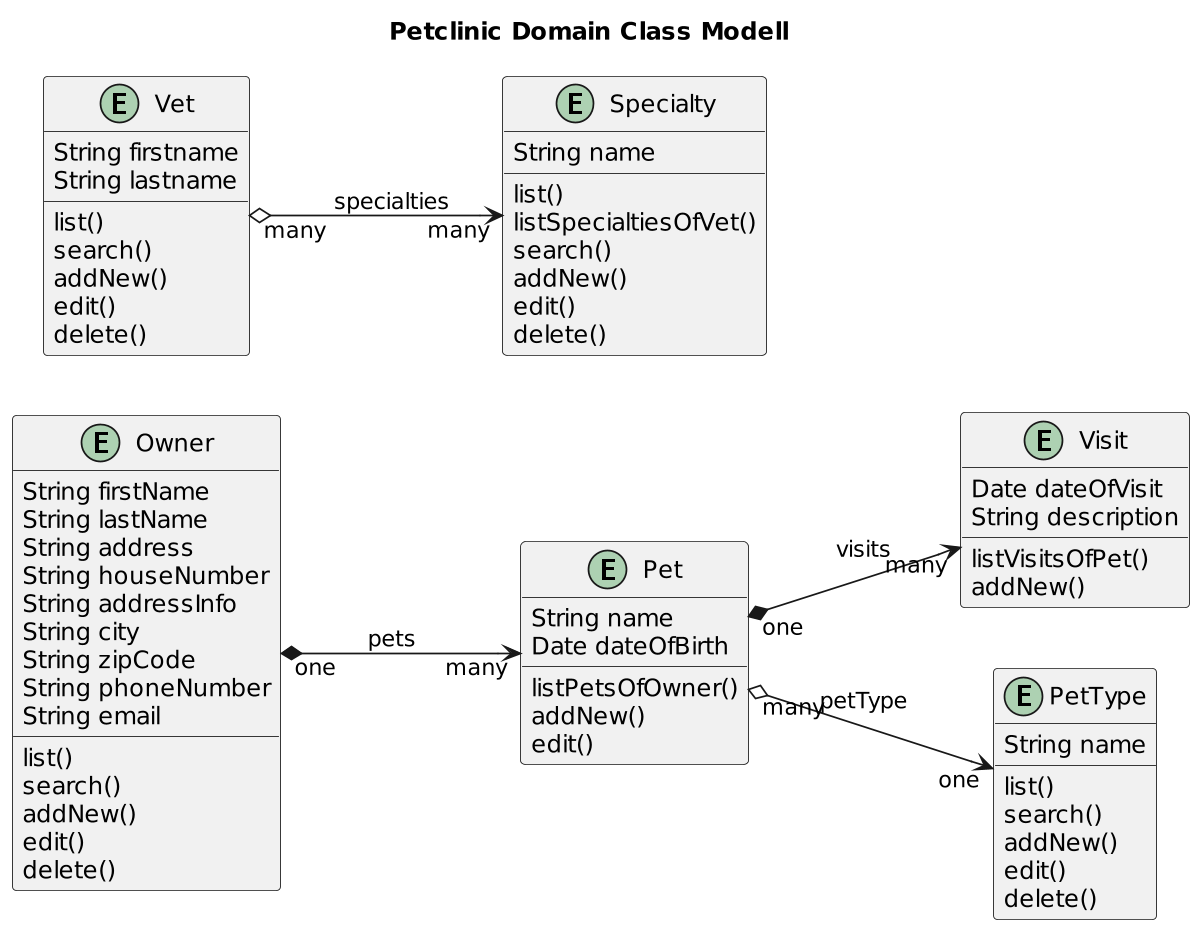 Petclinic Domain Class Modell
E Vet
String firstname
String lastname
list()
search()
addNew()
edit()
delete()
specialties
many
many
E Specialty
String name
list()
listSpecialtiesOfVet()
search()
addNew()
edit()
delete()
E Owner
String firstName
String lastName
String address
String houseNumber
String addressInfo
String city
String zipCode
String phoneNumber
String email
list()
search()
addNew()
edit()
delete()
pets
one
many
E Pet
String name
Date dateOfBirth
listPetsOfOwner()
addNew()
edit()
visits
many
one
E Visit
Date dateOfVisit
String description
listVisitsOfPet()
addNew()
petType
many
one
E PetType
String name
list()
search()
addNew()
edit()
delete()